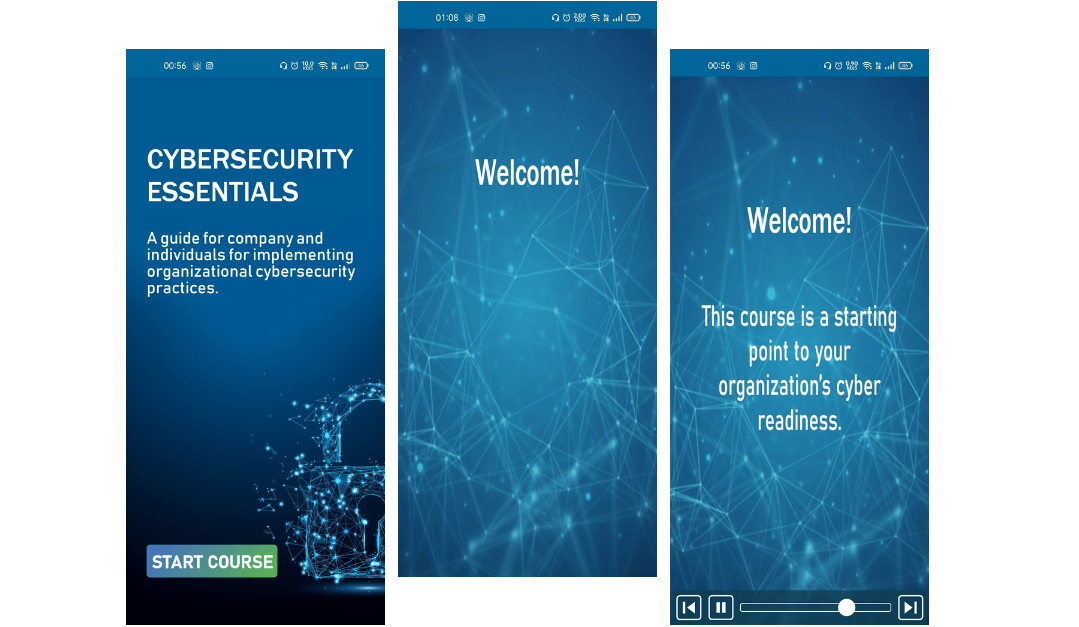 00:56
CYBERSECURITY
ESSENTIALS
A guide for company and
individuals for implementing
organizational cybersecurity
practices.
START COURSE
01:08
Welcome!
00:56
Welcome!
This course is a starting
point to your
organization's cyber
readiness.